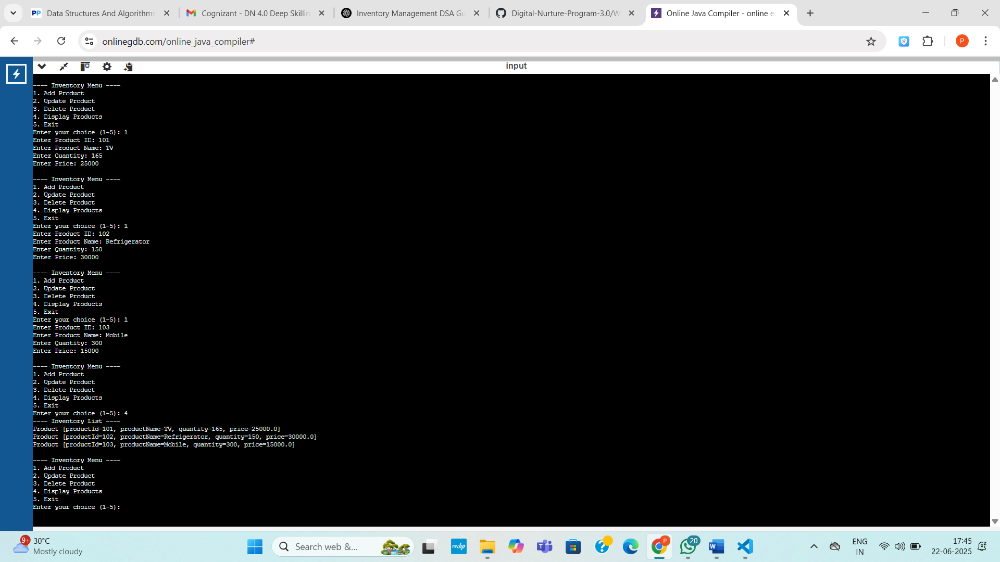 Data Structures And Algorithms
Cognizant - DN 4.0 Deep Skillin
Inventory Management DSA Gu
Digital-Nurture-Program-3.0/W
Online Java Compiler - online e
onlinegdb.com/online_java_compiler#
P
input
---- Inventory Menu ----
1. Add Product
2. Update Product
3. Delete Product
4. Display Products
5. Exit
Enter your choice (1-5): 1
Enter Product ID: 101
Enter Product Name: TV
Enter Quantity: 165
Enter Price: 25000
---- Inventory Menu ----
1. Add Product
2. Update Product
3. Delete Product
4. Display Products
5. Exit
Enter your choice (1-5): 1
Enter Product ID: 102
Enter Product Name: Refrigerator
Enter Quantity: 150
Enter Price: 30000
---- Inventory Menu ----
1. Add Product
2. Update Product
3. Delete Product
4. Display Products
5. Exit
Enter your choice (1-5): 1
Enter Product ID: 103
Enter Product Name: Mobile
Enter Quantity: 300
Enter Price: 15000
---- Inventory Menu ----
1. Add Product
2. Update Product
3. Delete Product
4. Display Products
5. Exit
Enter your choice (1-5): 4
---- Inventory List ----
Product [productId=101, productName=TV, quantity=165, price=25000.0]
Product [productId=102, productName=Refrigerator, quantity=150, price=30000.0]
Product [productId=103, productName=Mobile, quantity=300, price=15000.0]
---- Inventory Menu ----
1. Add Product
2. Update Product
3. Delete Product
4. Display Products
5. Exit
Enter your choice (1-5):
9+
30°C
Mostly cloudy
Search web &...
myhp
P
20
ENG
IN
17:45
22-06-2025